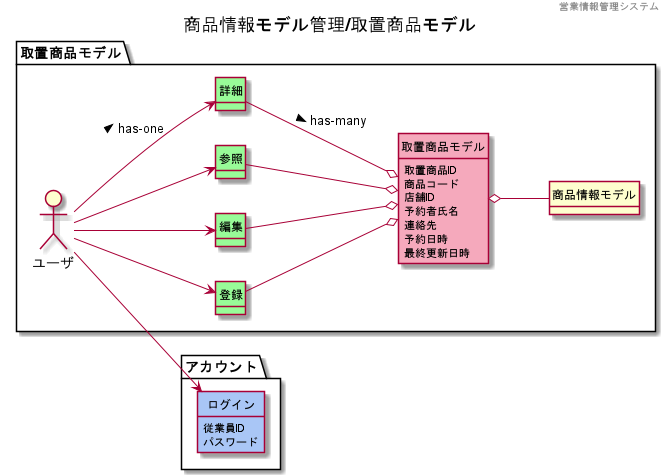 営業情報管理システム
商品情報モデル管理/取置商品モデル
取置商品モデル
詳細
has-one
has-many
参照
取置商品モデル
取置商品ID
商品コード
店舗ID
予約者氏名
連絡先
予約日時
最終更新日時
商品情報モデル
編集
ユーザ
登録
アカウント
ログイン
従業員ID
パスワード